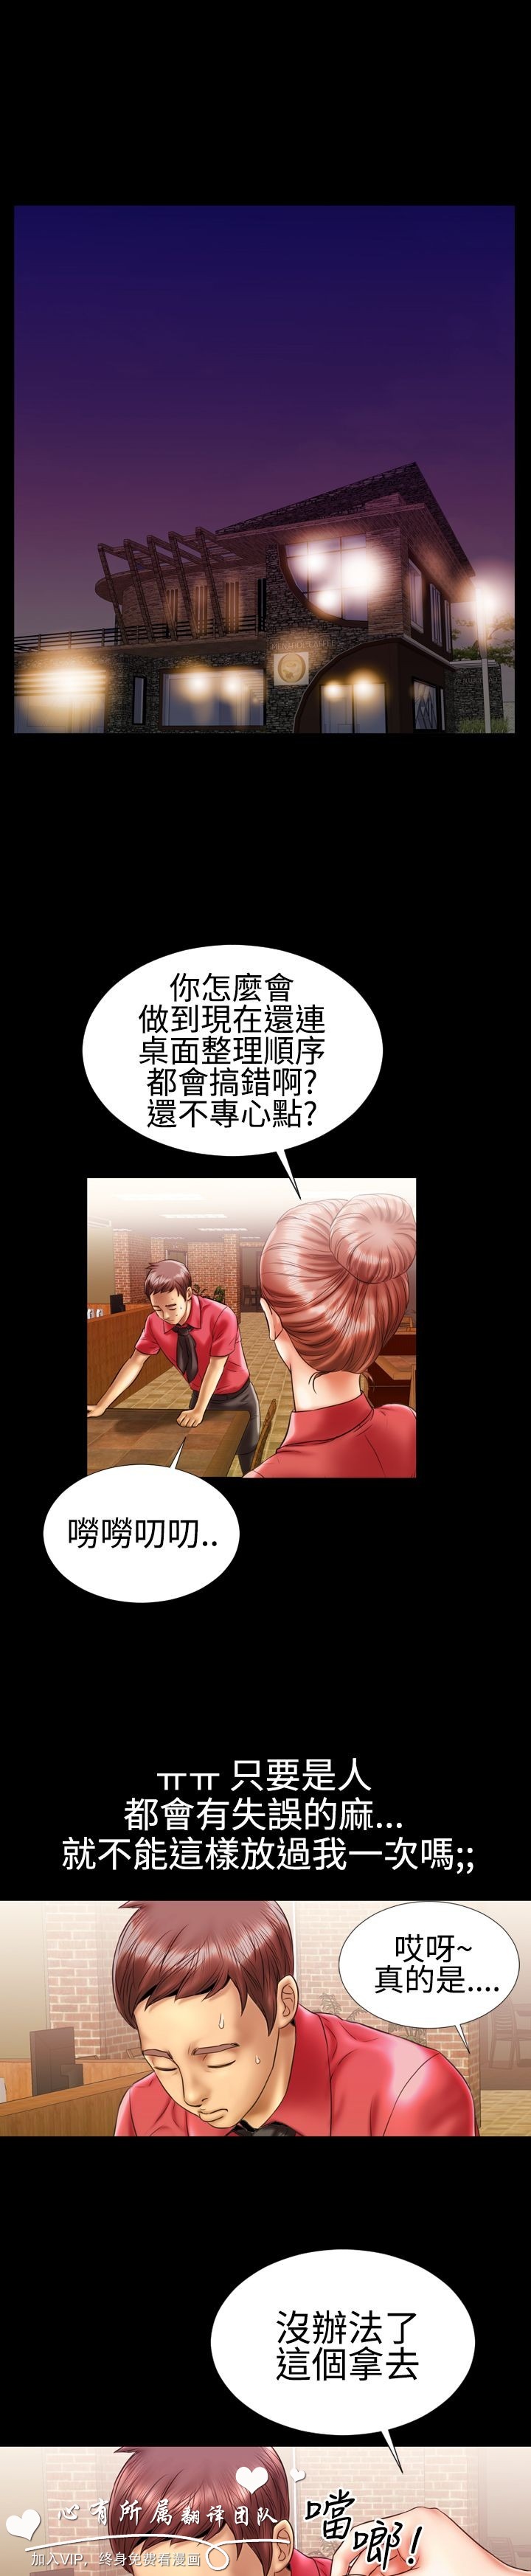 MENTHOL CAFFE
你怎麼會
做到現在還連
桌面整理順序
都會搞錯啊?
還不專心點?
嘮嘮叨叨..
ㅠㅠ 只要是人
都會有失誤的麻...
就不能這樣放過我一次嗎;;
哎呀~
真的是....
沒辦法了
這個拿去
噹
啷!
心有所属翻译团队
加入VIP，终身免费看漫画